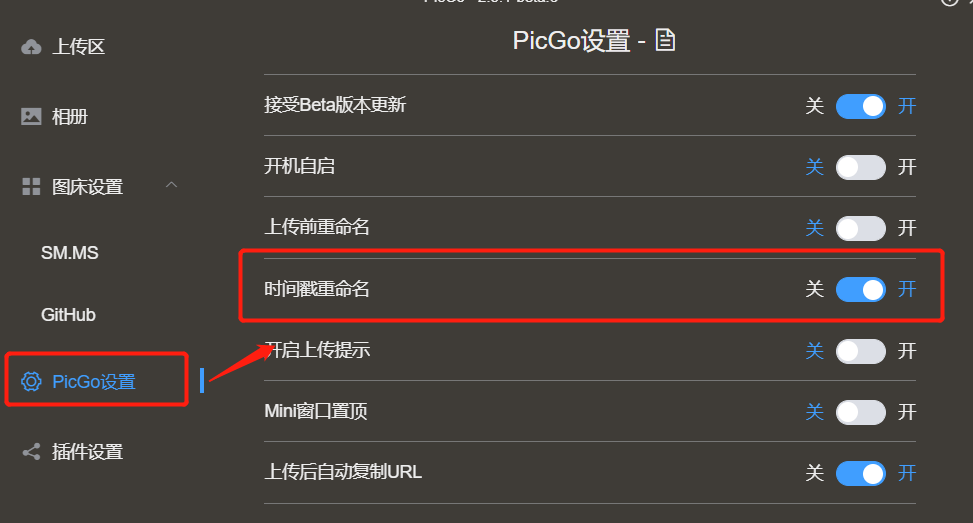 上传区
相册
图床设置
SM.MS
GitHub
PicGo设置
插件设置
PicGo设置 -
接受Beta版本更新 关 开
开机自启 关 开
上传前重命名 关 开
时间戳重命名 关 开
开启上传提示 关 开
Mini窗口置顶 关 开
上传后自动复制URL 关 开